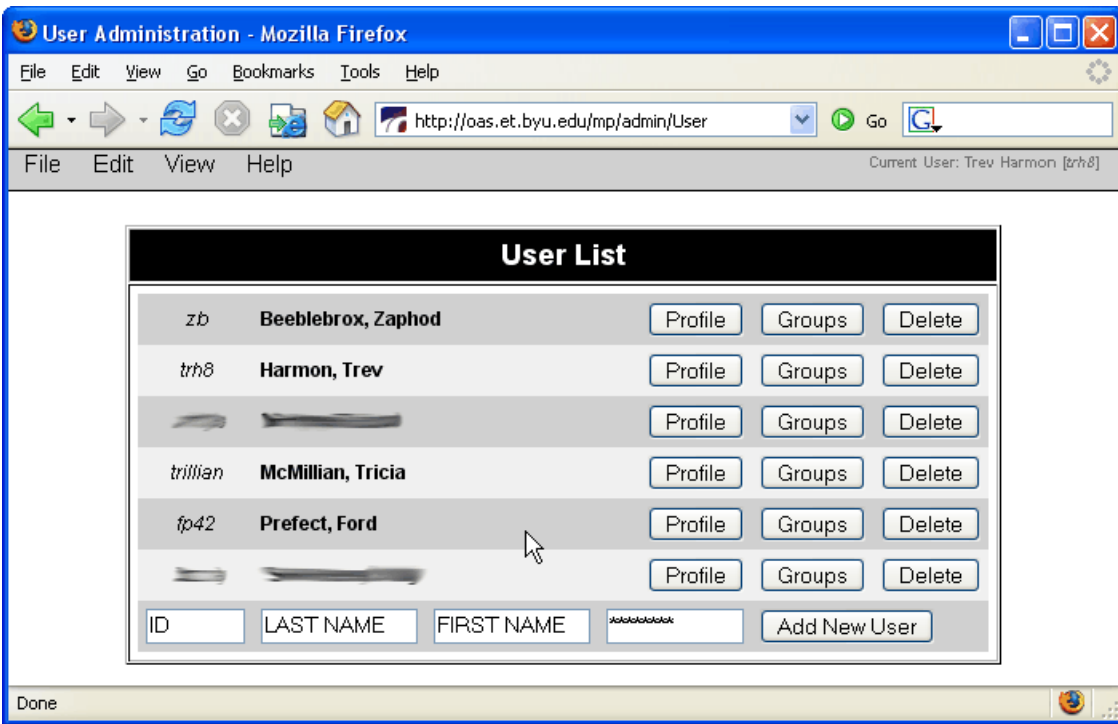 User Administration - Mozilla Firefox
File Edit View Go Bookmarks Tools Help
http://oas.et.byu.edu/mp/admin/User Go G
File Edit View Help Current User: Trev Harmon [trh8]
User List
zb Beeblebrox, Zaphod Profile Groups Delete
trh8 Harmon, Trev Profile Groups Delete
Profile Groups Delete
trillian McMillian, Tricia Profile Groups Delete
fp42 Prefect, Ford Profile Groups Delete
Profile Groups Delete
ID LAST NAME FIRST NAME ********* Add New User
Done